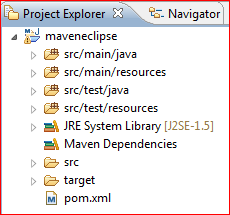 Project Explorer Navigator
maveneclipse
src/main/java
src/main/resources
src/test/java
src/test/resources
JRE System Library [J2SE-1.5]
Maven Dependencies
src
target
pom.xml